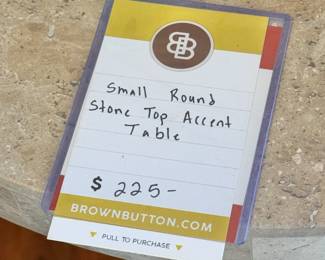 Small Round
Stone Top Accent
Table
$ 225-
BROWNBUTTON.COM
PULL TO PURCHASE